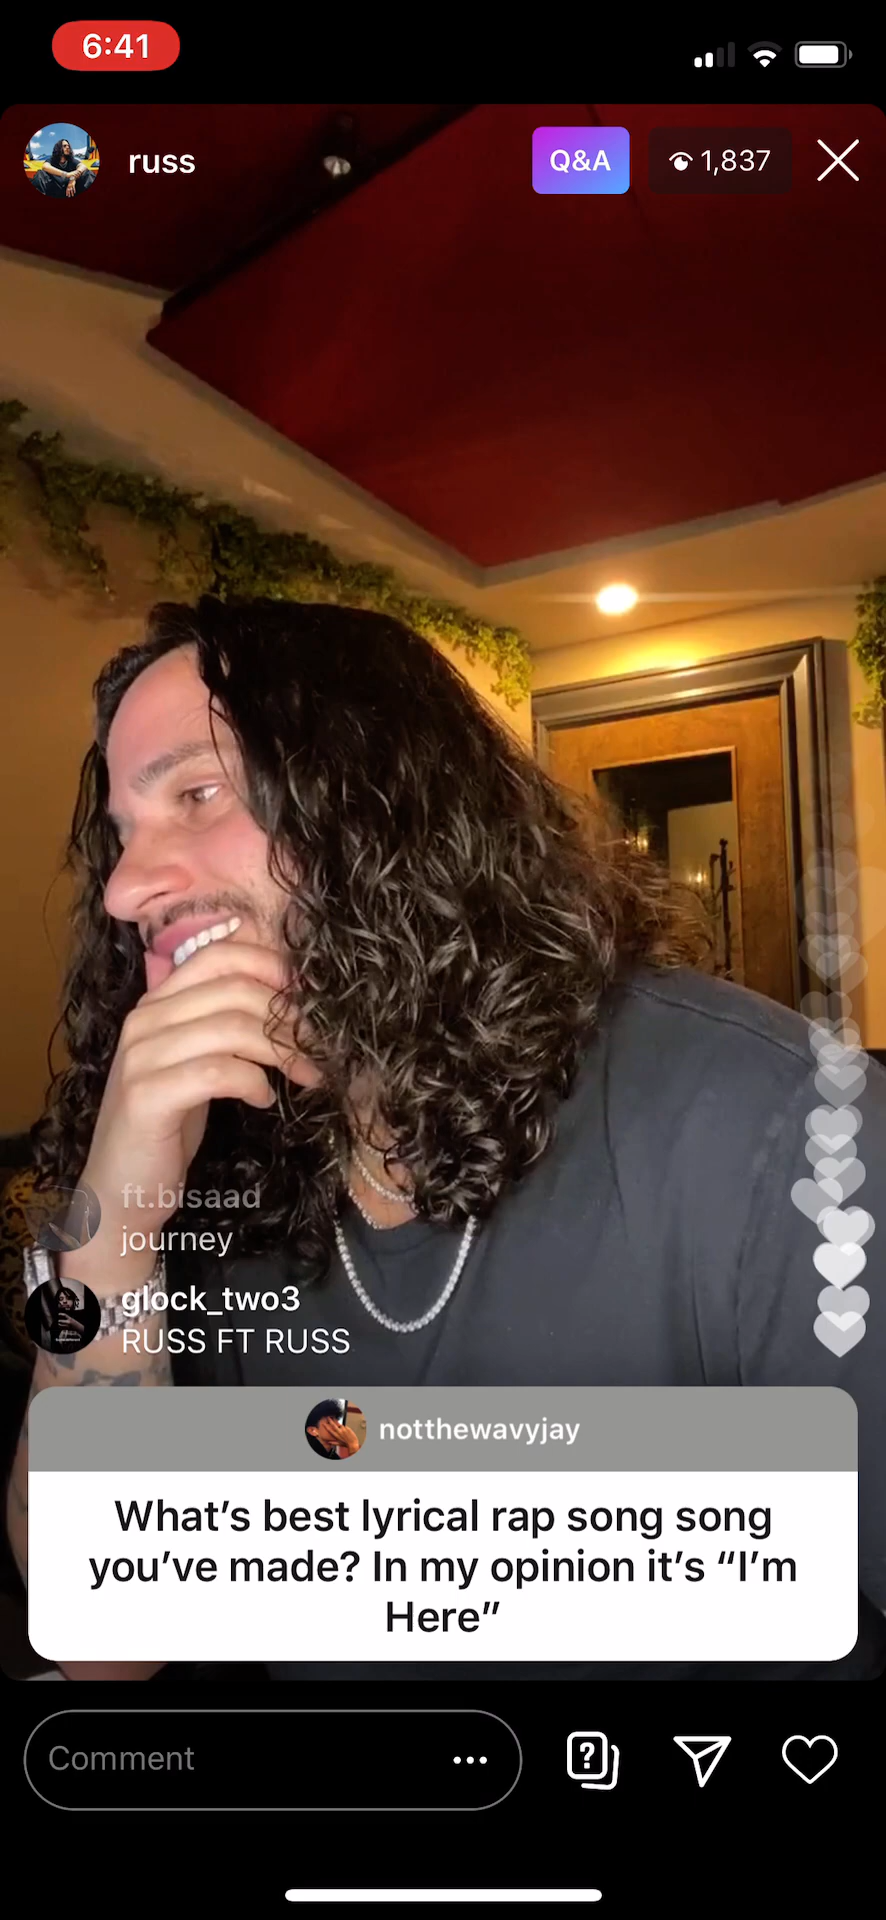 6:41
russ
Q&A
1,837
ft.bisaad
journey
glock_two3
RUSS FT RUSS
notthewavyjay
What's best lyrical rap song song
you've made? In my opinion it's “I'm
Here”
Comment